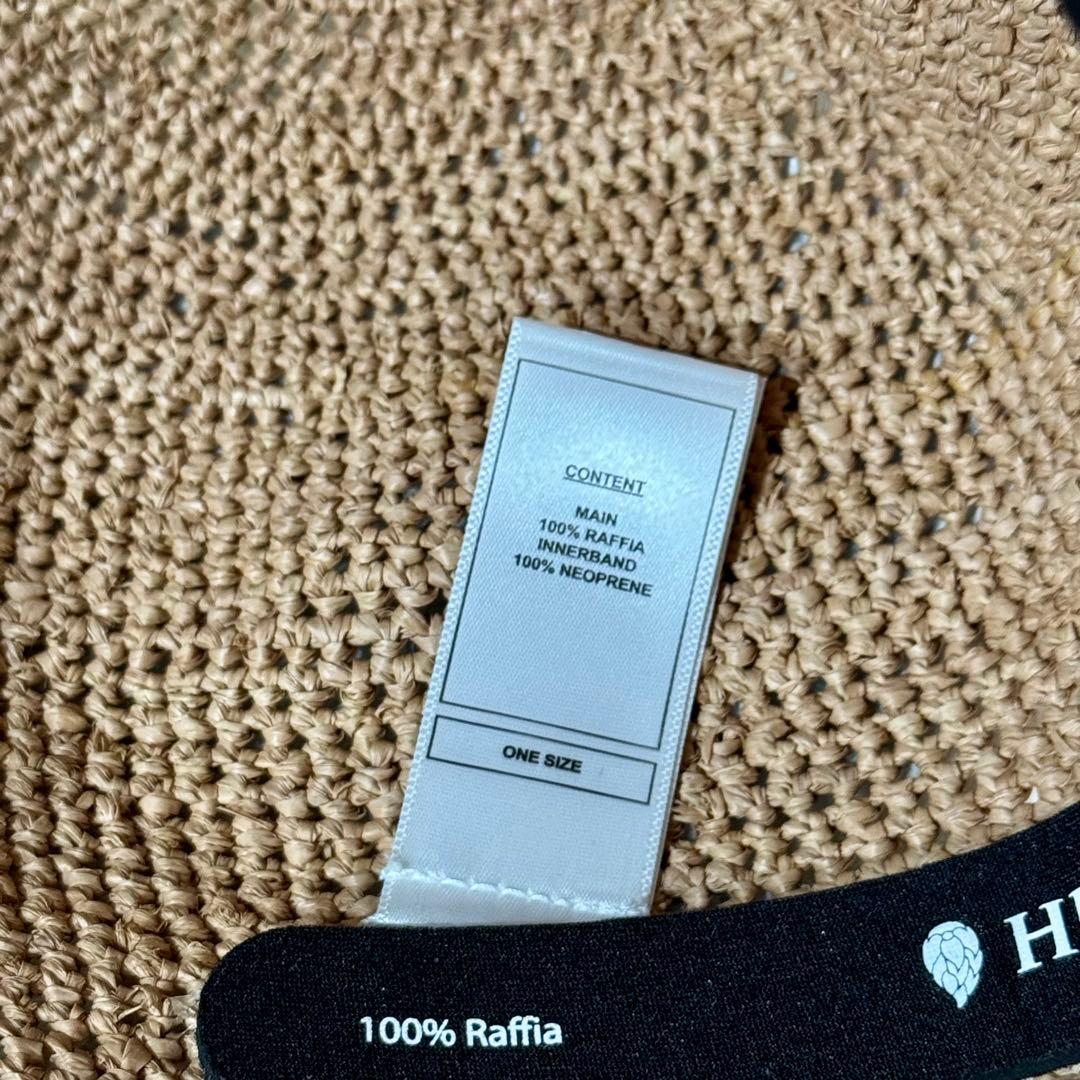 CONTENT
MAIN
100% RAFFIA
INNERBAND
100% NEOPRENE
ONE SIZE
100% Raffia